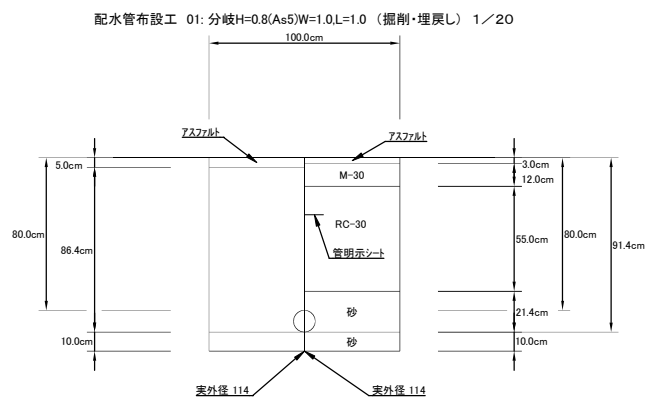 配水管布設工 01: 分岐H=0.8(As5)W=1.0,L=1.0 (掘削・埋戻し) 1／20
100.0cm
アスファルト
アスファルト
5.0cm
3.0cm
M-30
12.0cm
RC-30
80.0cm
86.4cm
管明示シート
55.0cm
80.0cm
91.4cm
砂
21.4cm
10.0cm
砂
10.0cm
実外径 114
実外径 114